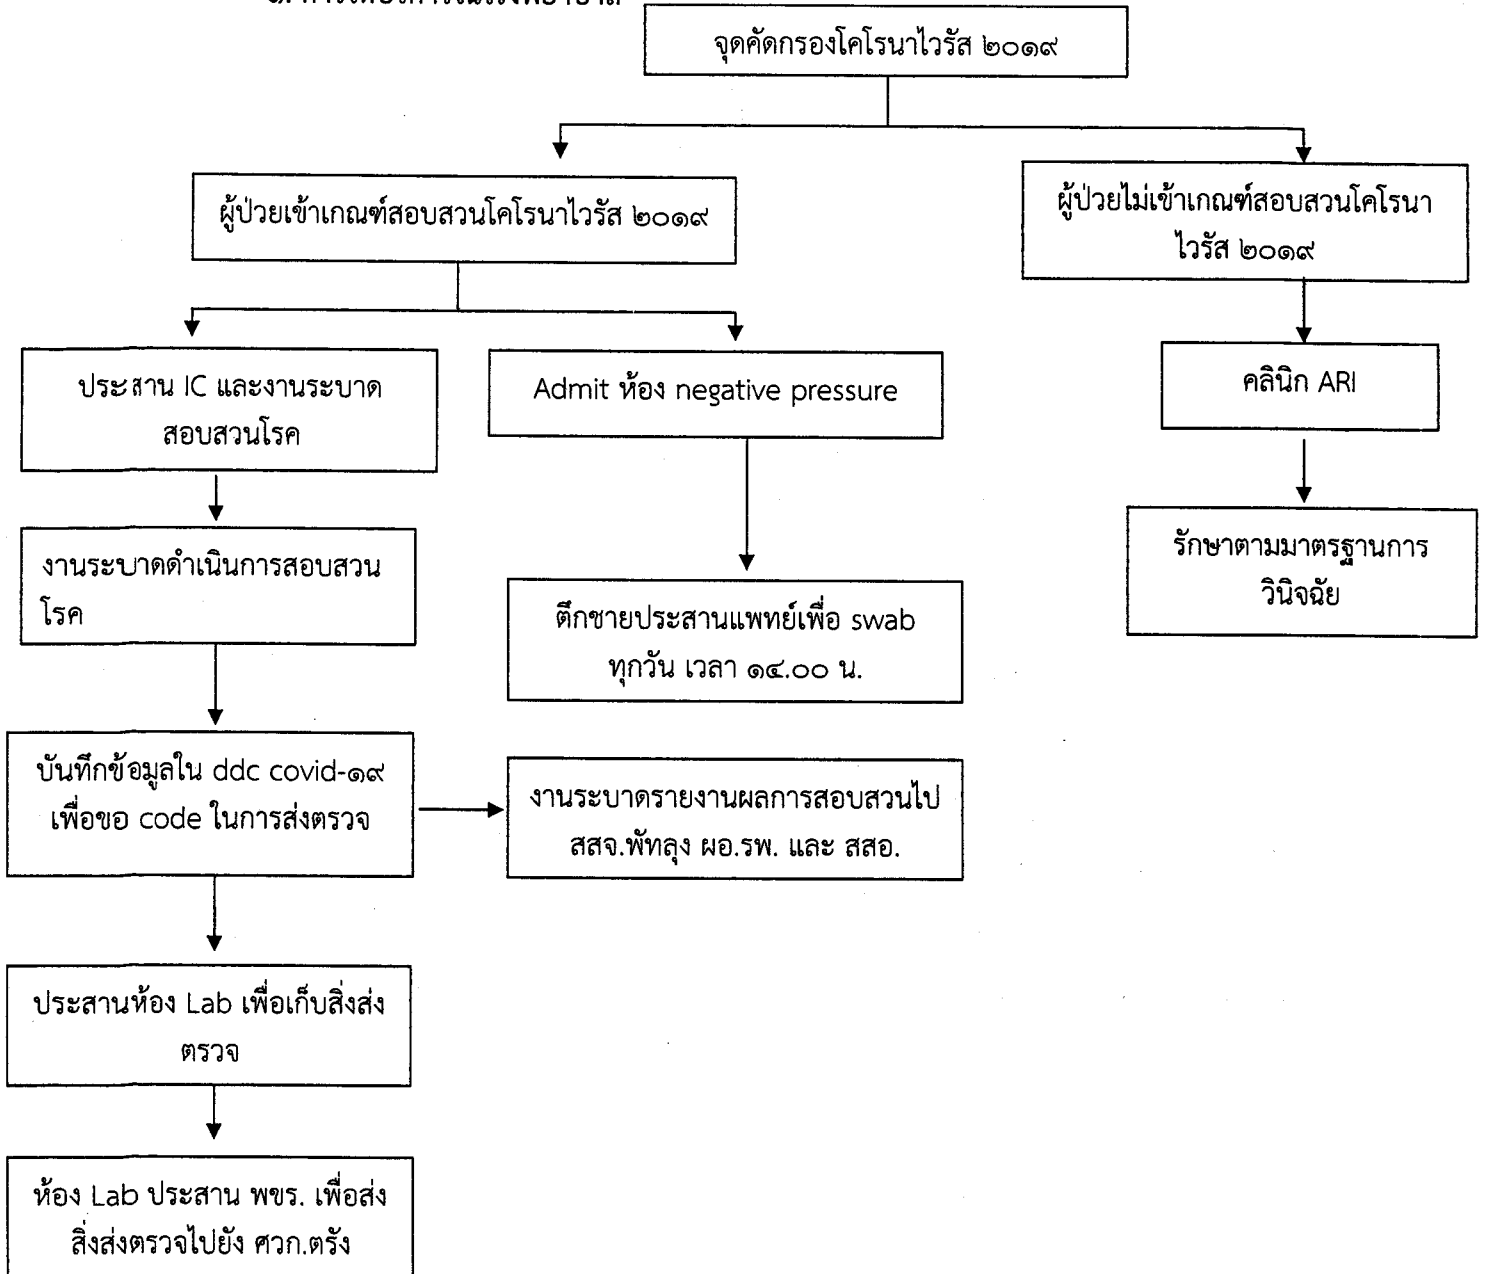 จุดคัดกรองโคโรนาไวรัส ๒๐๑๙
ผู้ป่วยเข้าเกณฑ์สอบสวนโคโรนาไวรัส ๒๐๑๙
ผู้ป่วยไม่เข้าเกณฑ์สอบสวนโคโรนา
ไวรัส ๒๐๑๙
ประสาน IC และงานระบาด
สอบสวนโรค
Admit ห้อง negative pressure
คลินิก ARI
งานระบาดดำเนินการสอบสวน
โรค
ตึกชายประสานแพทย์เพื่อ swab
ทุกวัน เวลา ๑๔.๐๐ น.
รักษาตามมาตรฐานการ
วินิจฉัย
บันทึกข้อมูลใน ddc covid-๑๙
เพื่อขอ code ในการส่งตรวจ
งานระบาดรายงานผลการสอบสวนไป
สสจ.พัทลุง ผอ.รพ. และ สสอ.
ประสานห้อง Lab เพื่อเก็บสิ่งส่ง
ตรวจ
ห้อง Lab ประสาน พขร. เพื่อส่ง
สิ่งส่งตรวจไปยัง ศวก.ตรัง